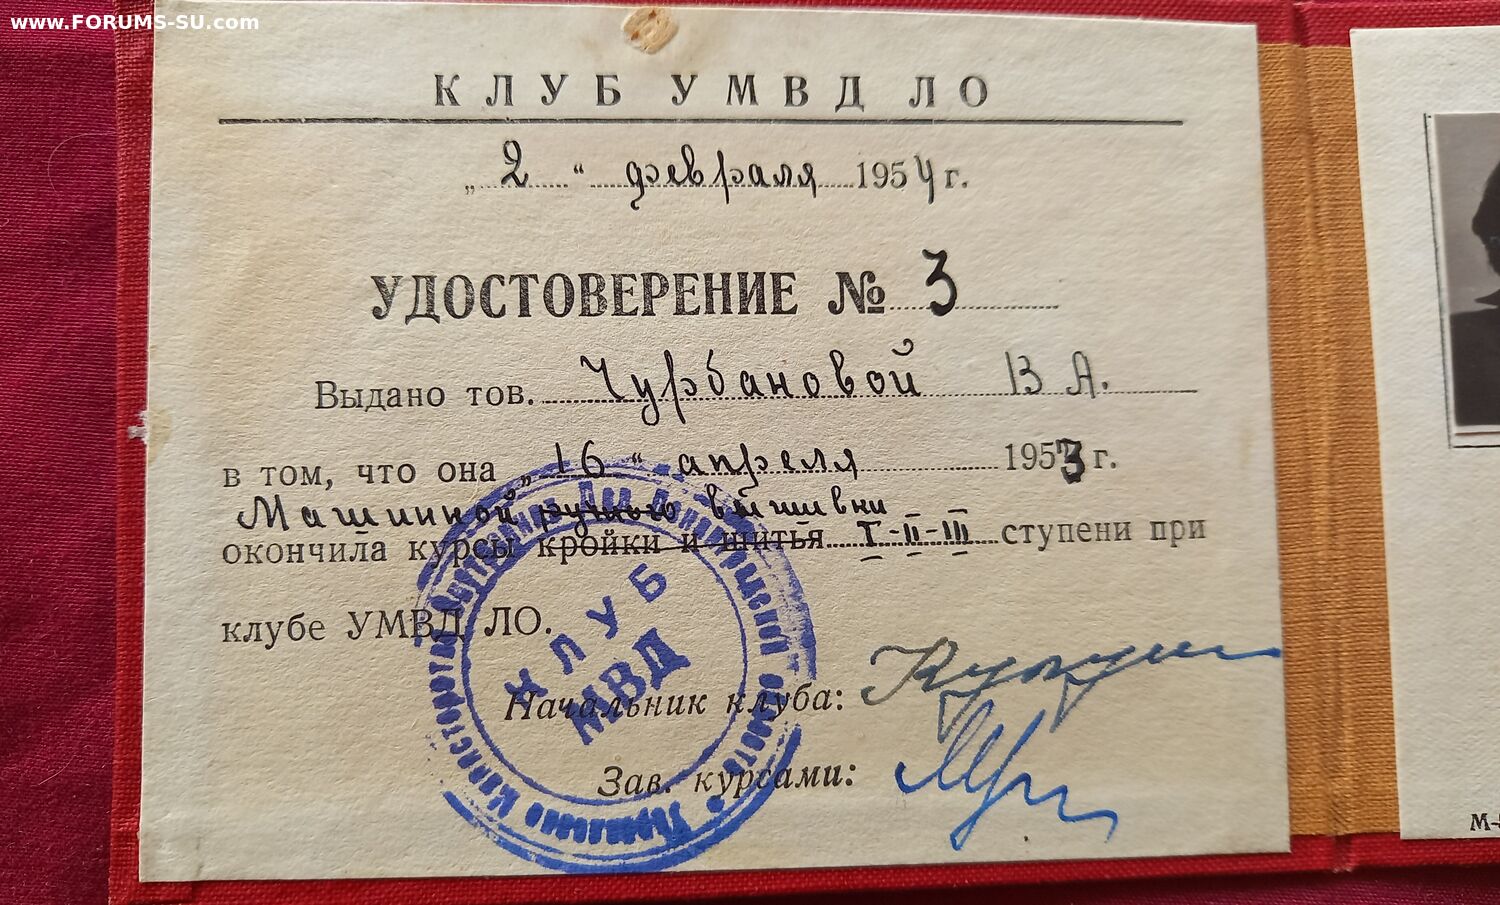 www.FORUMS-SU.com
КЛУБ УМВД ЛО
„2“ февраля 1954 г.
УДОСТОВЕРЕНИЕ № 3
Выдано тов. Чурбановой В А.
в том, что она „16“ апреля 1953 г.
Машинной ручного вышивки
окончила курсы кройки и шитья I-II-III ступени при
клубе УМВД ЛО.
КЛУБ
МВД
Начальник клуба:
Зав. курсами: